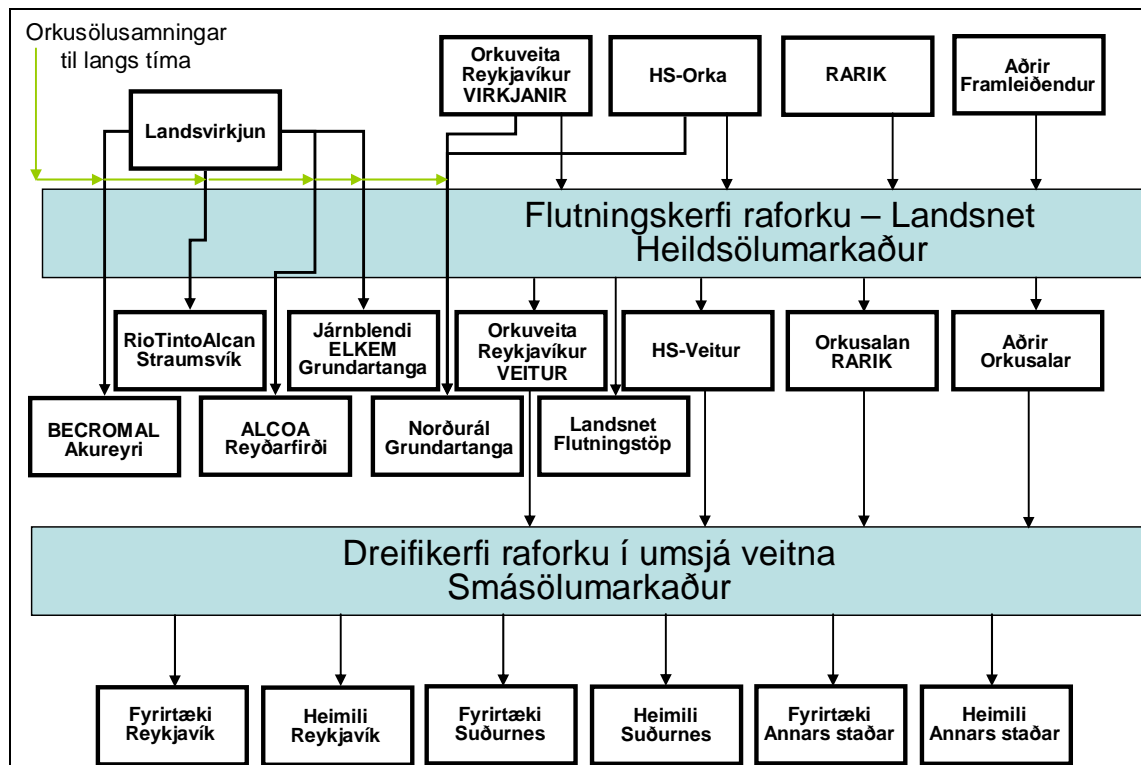 Orkusölusamningar
til langs tíma
Landsvirkjun
Orkuveita
Reykjavíkur
VIRKJANIR
HS-Orka
RARIK
Aðrir
Framleiðendur
Flutningskerfi raforku – Landsnet
Heildsölumarkaður
RioTintoAlcan
Straumsvík
Járnblendi
ELKEM
Grundartanga
Orkuveita
Reykjavíkur
VEITUR
HS-Veitur
Orkusalan
RARIK
Aðrir
Orkusalar
BECROMAL
Akureyri
ALCOA
Reyðarfirði
Norðurál
Grundartanga
Landsnet
Flutningstöp
Dreifikerfi raforku í umsjá veitna
Smásölumarkaður
Fyrirtæki
Reykjavík
Heimili
Reykjavík
Fyrirtæki
Suðurnes
Heimili
Suðurnes
Fyrirtæki
Annars staðar
Heimili
Annars staðar